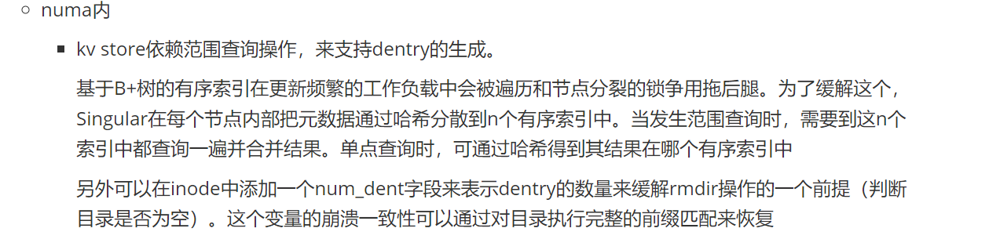 numa内
kv store依赖范围查询操作，来支持dentry的生成。
基于B+树的有序索引在更新频繁的工作负载中会被遍历和节点分裂的锁争用拖后腿。为了缓解这个，
Singular在每个节点内部把元数据通过哈希分散到n个有序索引中。当发生范围查询时，需要到这n个
索引中都查询一遍并合并结果。单点查询时，可通过哈希得到其结果在哪个有序索引中
另外可以在inode中添加一个num_dent字段来表示dentry的数量来缓解rmdir操作的一个前提（判断
目录是否为空）。这个变量的崩溃一致性可以通过对目录执行完整的前缀匹配来恢复